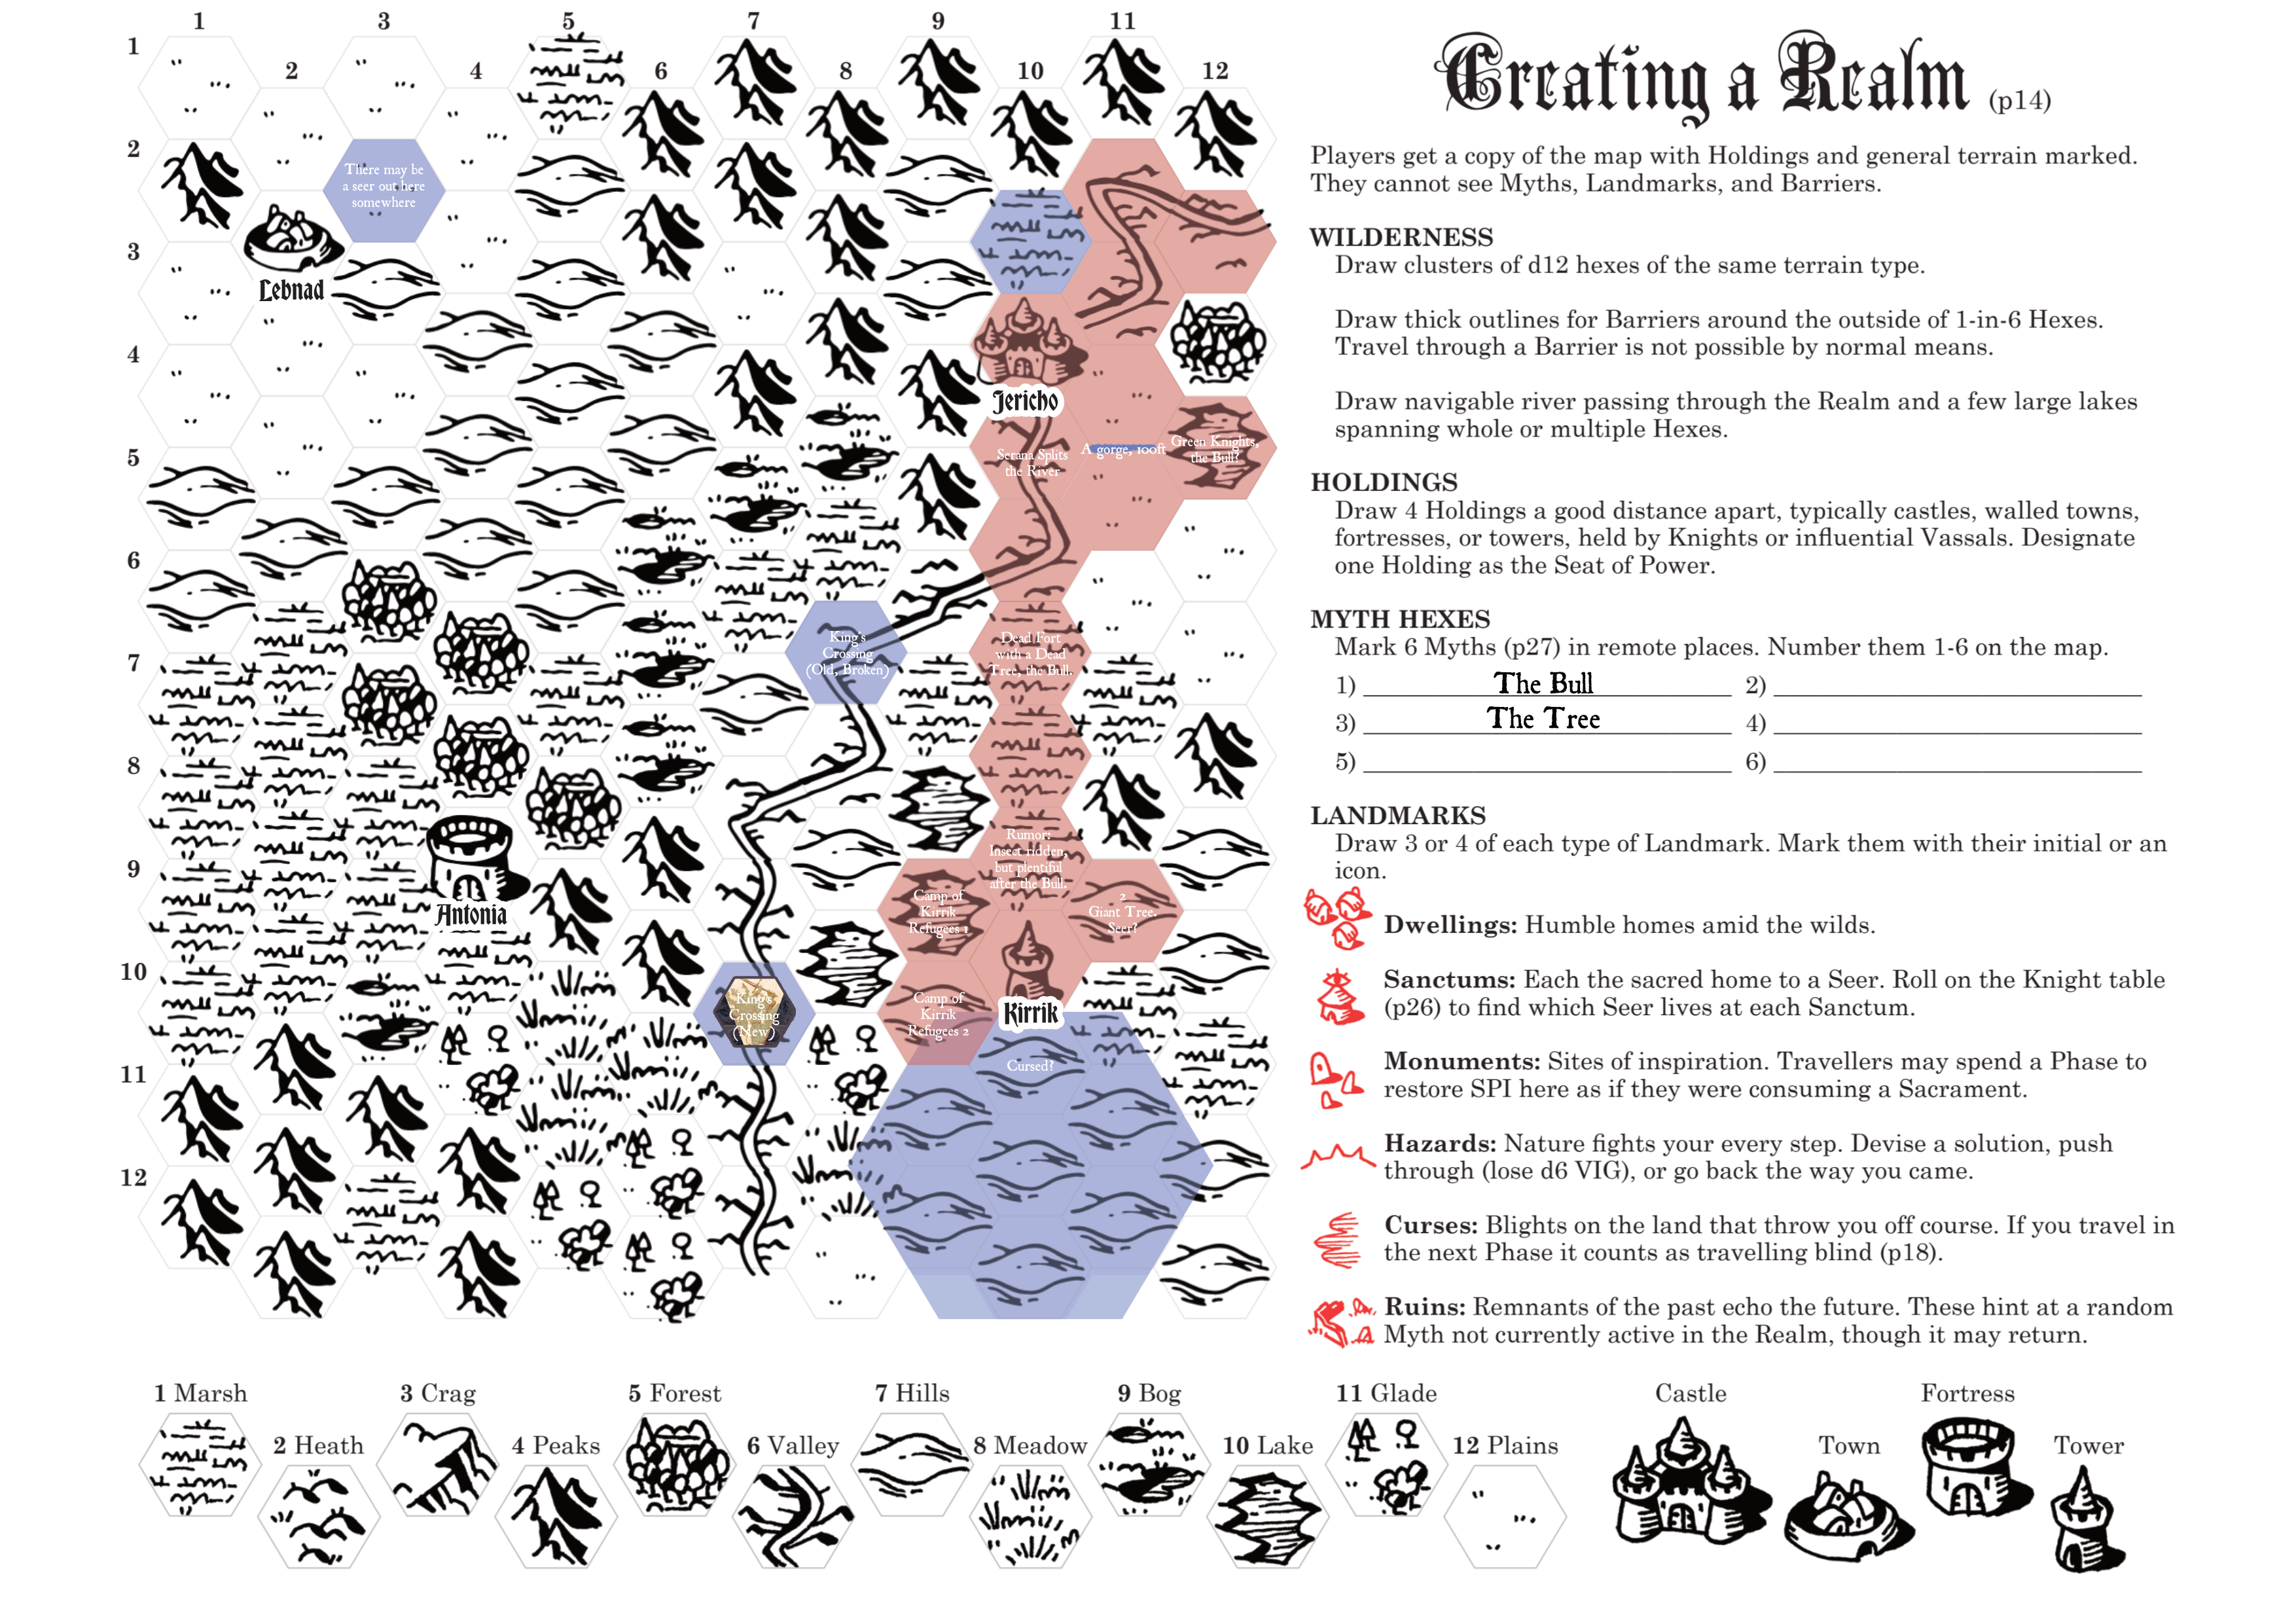 1
3
5
7
9
11
2
4
6
8
10
12
1
2
3
4
5
6
7
8
9
10
11
12
There may be
a seer out here
somewhere
Lebnad
Jericho
Serana Splits
the River
A gorge, 100ft
Green Knights,
the Bull?
King's
Crossing
(Old, Broken)
Dead Fort
with a Dead
Tree, the Bull.
Rumor:
Insect ridden,
but plentiful
after the Bull.
Antonia
Camp of
Kirrik
Refugees 1
2
Giant Tree.
Seer?
King's
Crossing
(New)
Camp of
Kirrik
Refugees 2
Kirrik
Cursed?
Creating a Realm (p14)
Players get a copy of the map with Holdings and general terrain marked.
They cannot see Myths, Landmarks, and Barriers.
WILDERNESS
Draw clusters of d12 hexes of the same terrain type.
Draw thick outlines for Barriers around the outside of 1-in-6 Hexes.
Travel through a Barrier is not possible by normal means.
Draw navigable river passing through the Realm and a few large lakes
spanning whole or multiple Hexes.
HOLDINGS
Draw 4 Holdings a good distance apart, typically castles, walled towns,
fortresses, or towers, held by Knights or influential Vassals. Designate
one Holding as the Seat of Power.
MYTH HEXES
Mark 6 Myths (p27) in remote places. Number them 1-6 on the map.
1) The Bull 2)
3) The Tree 4)
5) 6)
LANDMARKS
Draw 3 or 4 of each type of Landmark. Mark them with their initial or an
icon.
Dwellings: Humble homes amid the wilds.
Sanctums: Each the sacred home to a Seer. Roll on the Knight table
(p26) to find which Seer lives at each Sanctum.
Monuments: Sites of inspiration. Travellers may spend a Phase to
restore SPI here as if they were consuming a Sacrament.
Hazards: Nature fights your every step. Devise a solution, push
through (lose d6 VIG), or go back the way you came.
Curses: Blights on the land that throw you off course. If you travel in
the next Phase it counts as travelling blind (p18).
Ruins: Remnants of the past echo the future. These hint at a random
Myth not currently active in the Realm, though it may return.
1 Marsh
2 Heath
3 Crag
4 Peaks
5 Forest
6 Valley
7 Hills
8 Meadow
9 Bog
10 Lake
11 Glade
12 Plains
Castle
Town
Fortress
Tower